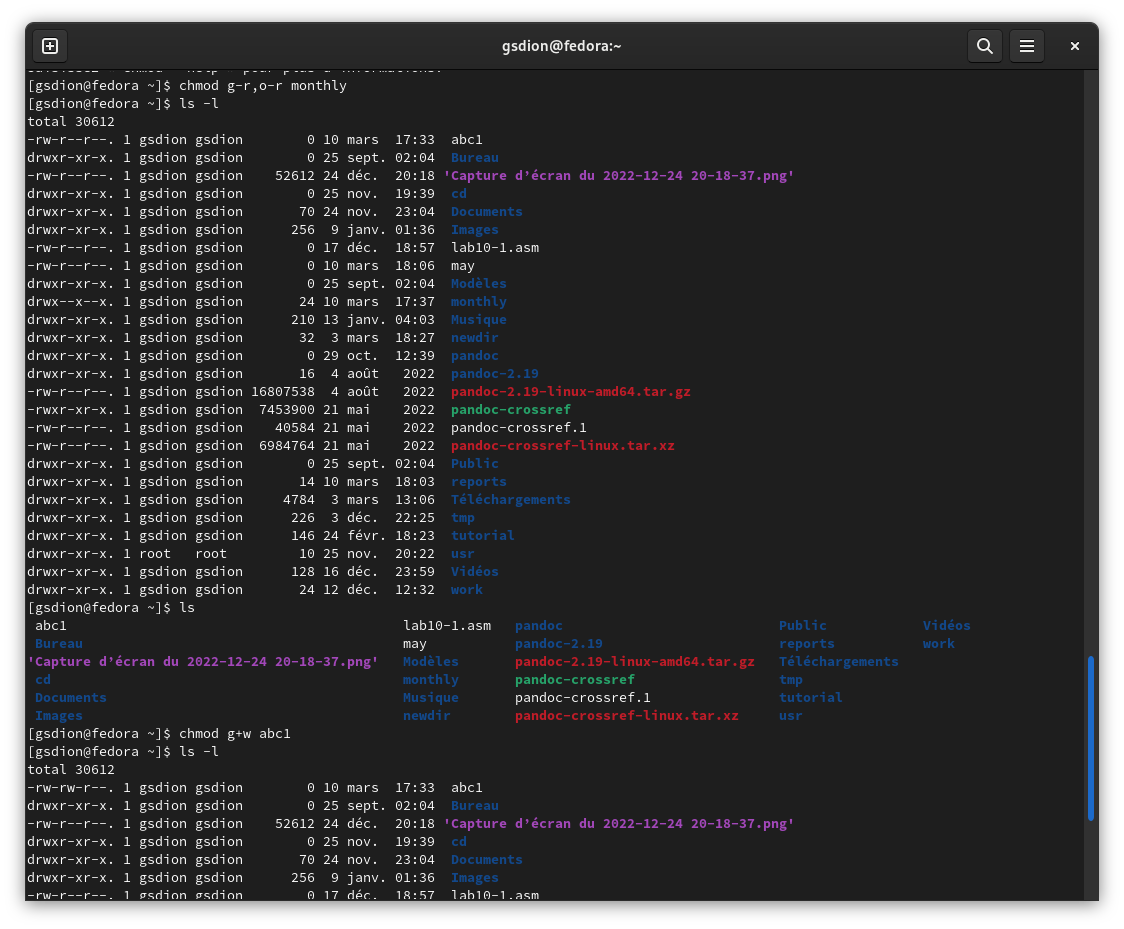 gsdion@fedora:~
[gsdion@fedora ~]$ chmod g-r,o-r monthly
[gsdion@fedora ~]$ ls -l
total 30612
-rw-r--r--. 1 gsdion gsdion        0 10 mars  17:33  abc1
drwxr-xr-x. 1 gsdion gsdion        0 25 sept. 02:04  Bureau
-rw-r--r--. 1 gsdion gsdion    52612 24 déc.  20:18 'Capture d’écran du 2022-12-24 20-18-37.png'
drwxr-xr-x. 1 gsdion gsdion        0 25 nov.  19:39  cd
drwxr-xr-x. 1 gsdion gsdion       70 24 nov.  23:04  Documents
drwxr-xr-x. 1 gsdion gsdion      256  9 janv. 01:36  Images
-rw-r--r--. 1 gsdion gsdion        0 17 déc.  18:57  lab10-1.asm
-rw-r--r--. 1 gsdion gsdion        0 10 mars  18:06  may
drwxr-xr-x. 1 gsdion gsdion        0 25 sept. 02:04  Modèles
drwx--x--x. 1 gsdion gsdion       24 10 mars  17:37  monthly
drwxr-xr-x. 1 gsdion gsdion      210 13 janv. 04:03  Musique
drwxr-xr-x. 1 gsdion gsdion       32  3 mars  18:27  newdir
drwxr-xr-x. 1 gsdion gsdion        0 29 oct.  12:39  pandoc
drwxr-xr-x. 1 gsdion gsdion       16  4 août   2022  pandoc-2.19
-rw-r--r--. 1 gsdion gsdion 16807538  4 août   2022  pandoc-2.19-linux-amd64.tar.gz
-rwxr-xr-x. 1 gsdion gsdion  7453900 21 mai    2022  pandoc-crossref
-rw-r--r--. 1 gsdion gsdion    40584 21 mai    2022  pandoc-crossref.1
-rw-r--r--. 1 gsdion gsdion  6984764 21 mai    2022  pandoc-crossref-linux.tar.xz
drwxr-xr-x. 1 gsdion gsdion        0 25 sept. 02:04  Public
drwxr-xr-x. 1 gsdion gsdion       14 10 mars  18:03  reports
drwxr-xr-x. 1 gsdion gsdion     4784  3 mars  13:06  Téléchargements
drwxr-xr-x. 1 gsdion gsdion      226  3 déc.  22:25  tmp
drwxr-xr-x. 1 gsdion gsdion      146 24 févr. 18:23  tutorial
drwxr-xr-x. 1 root   root         10 25 nov.  20:22  usr
drwxr-xr-x. 1 gsdion gsdion      128 16 déc.  23:59  Vidéos
drwxr-xr-x. 1 gsdion gsdion       24 12 déc.  12:32  work
[gsdion@fedora ~]$ ls
 abc1                                          lab10-1.asm   pandoc                           Public            Vidéos
 Bureau                                        may           pandoc-2.19                      reports           work
'Capture d’écran du 2022-12-24 20-18-37.png'   Modèles       pandoc-2.19-linux-amd64.tar.gz   Téléchargements
 cd                                            monthly       pandoc-crossref                  tmp
 Documents                                     Musique       pandoc-crossref.1                tutorial
 Images                                        newdir        pandoc-crossref-linux.tar.xz     usr
[gsdion@fedora ~]$ chmod g+w abc1
[gsdion@fedora ~]$ ls -l
total 30612
-rw-rw-r--. 1 gsdion gsdion        0 10 mars  17:33  abc1
drwxr-xr-x. 1 gsdion gsdion        0 25 sept. 02:04  Bureau
-rw-r--r--. 1 gsdion gsdion    52612 24 déc.  20:18 'Capture d’écran du 2022-12-24 20-18-37.png'
drwxr-xr-x. 1 gsdion gsdion        0 25 nov.  19:39  cd
drwxr-xr-x. 1 gsdion gsdion       70 24 nov.  23:04  Documents
drwxr-xr-x. 1 gsdion gsdion      256  9 janv. 01:36  Images
-rw-r--r--. 1 gsdion gsdion        0 17 déc.  18:57  lab10-1.asm